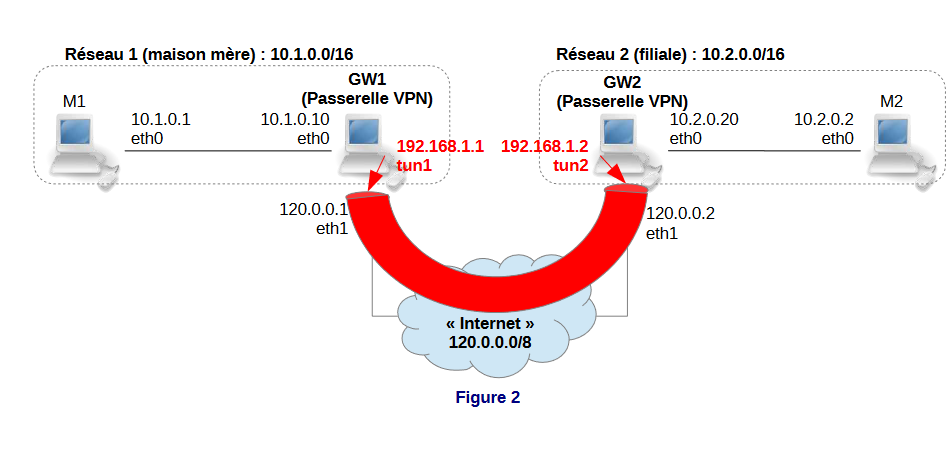 Réseau 1 (maison mère) : 10.1.0.0/16
Réseau 2 (filiale) : 10.2.0.0/16
M1
GW1
(Passerelle VPN)
GW2
(Passerelle VPN)
M2
10.1.0.1
eth0
10.1.0.10
eth0
192.168.1.1
tun1
192.168.1.2
tun2
10.2.0.20
eth0
10.2.0.2
eth0
120.0.0.1
eth1
120.0.0.2
eth1
« Internet »
120.0.0.0/8
Figure 2